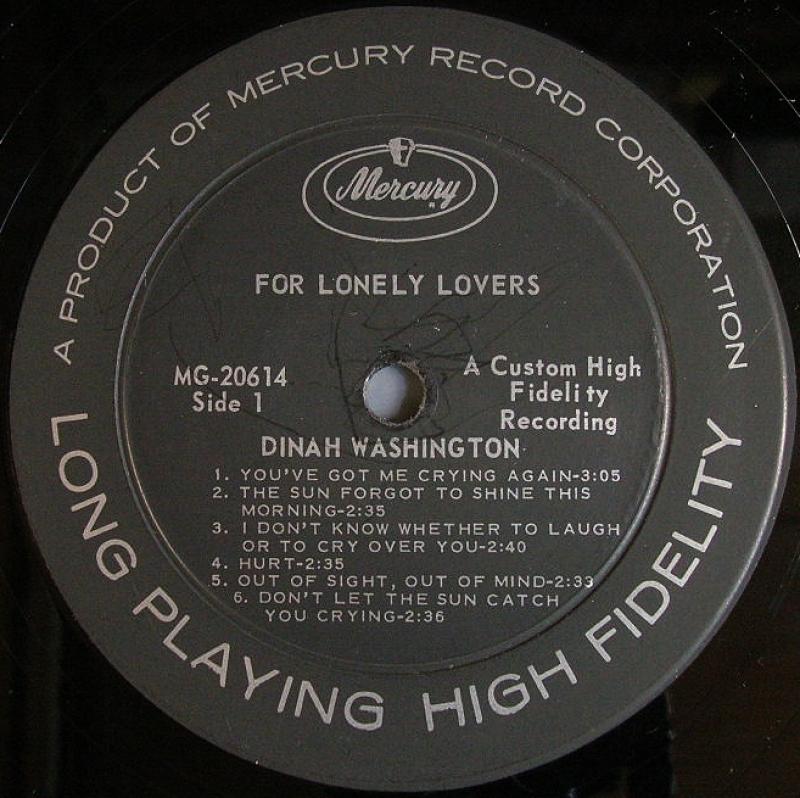 A PRODUCT OF MERCURY RECORD CORPORATION
Mercury
FOR LONELY LOVERS
MG-20614
Side 1
A Custom High
Fidelity
Recording
DINAH WASHINGTON
1. YOU'VE GOT ME CRYING AGAIN-3:05
2. THE SUN FORGOT TO SHINE THIS
MORNING-2:35
3. I DON'T KNOW WHETHER TO LAUGH
OR TO CRY OVER YOU-2:40
4. HURT-2:35
5. OUT OF SIGHT, OUT OF MIND-2:33
6. DON'T LET THE SUN CATCH
YOU CRYING-2:36
LONG PLAYING HIGH FIDELITY